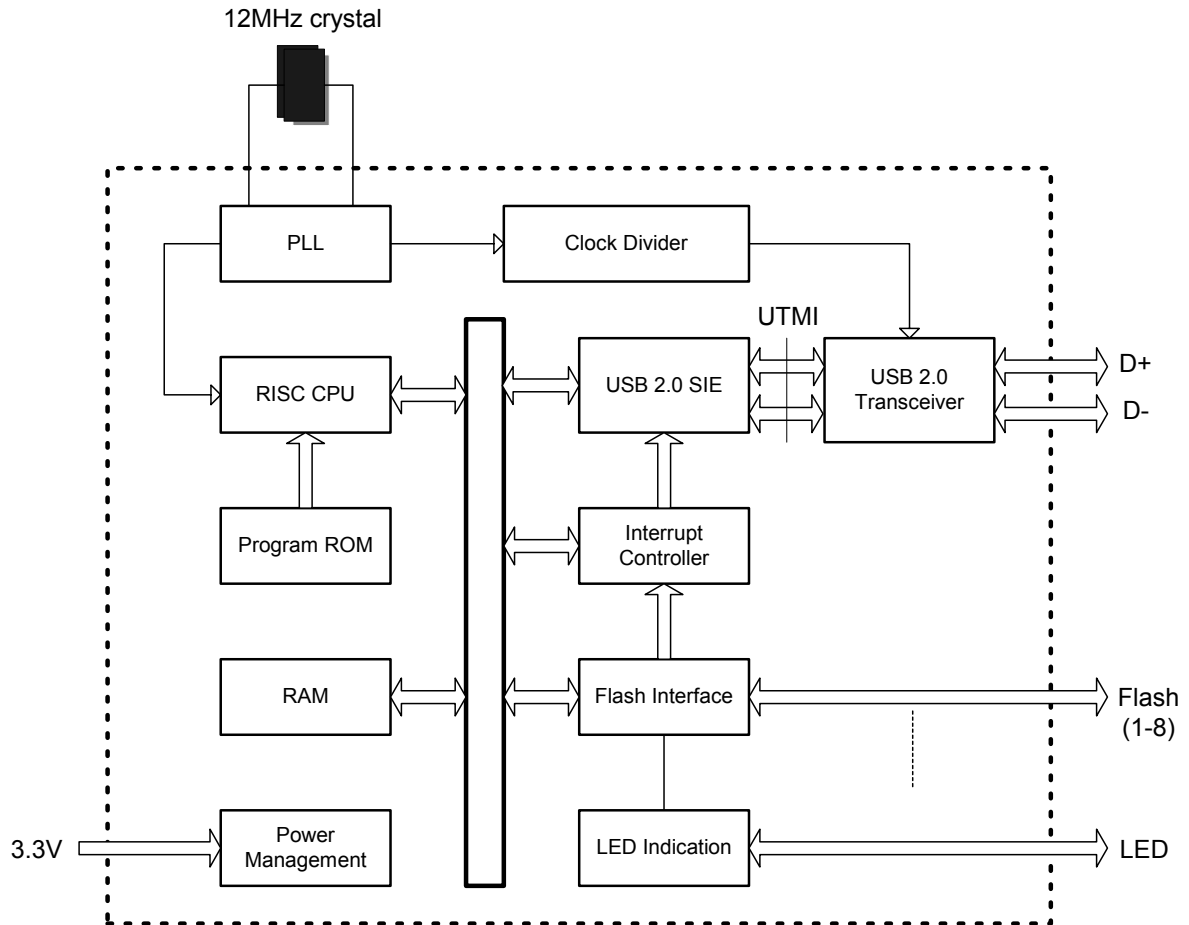 12MHz crystal
PLL
Clock Divider
UTMI
RISC CPU
USB 2.0 SIE
USB 2.0
Transceiver
D+
D-
Program ROM
Interrupt
Controller
RAM
Flash Interface
Flash
(1-8)
3.3V
Power
Management
LED Indication
LED